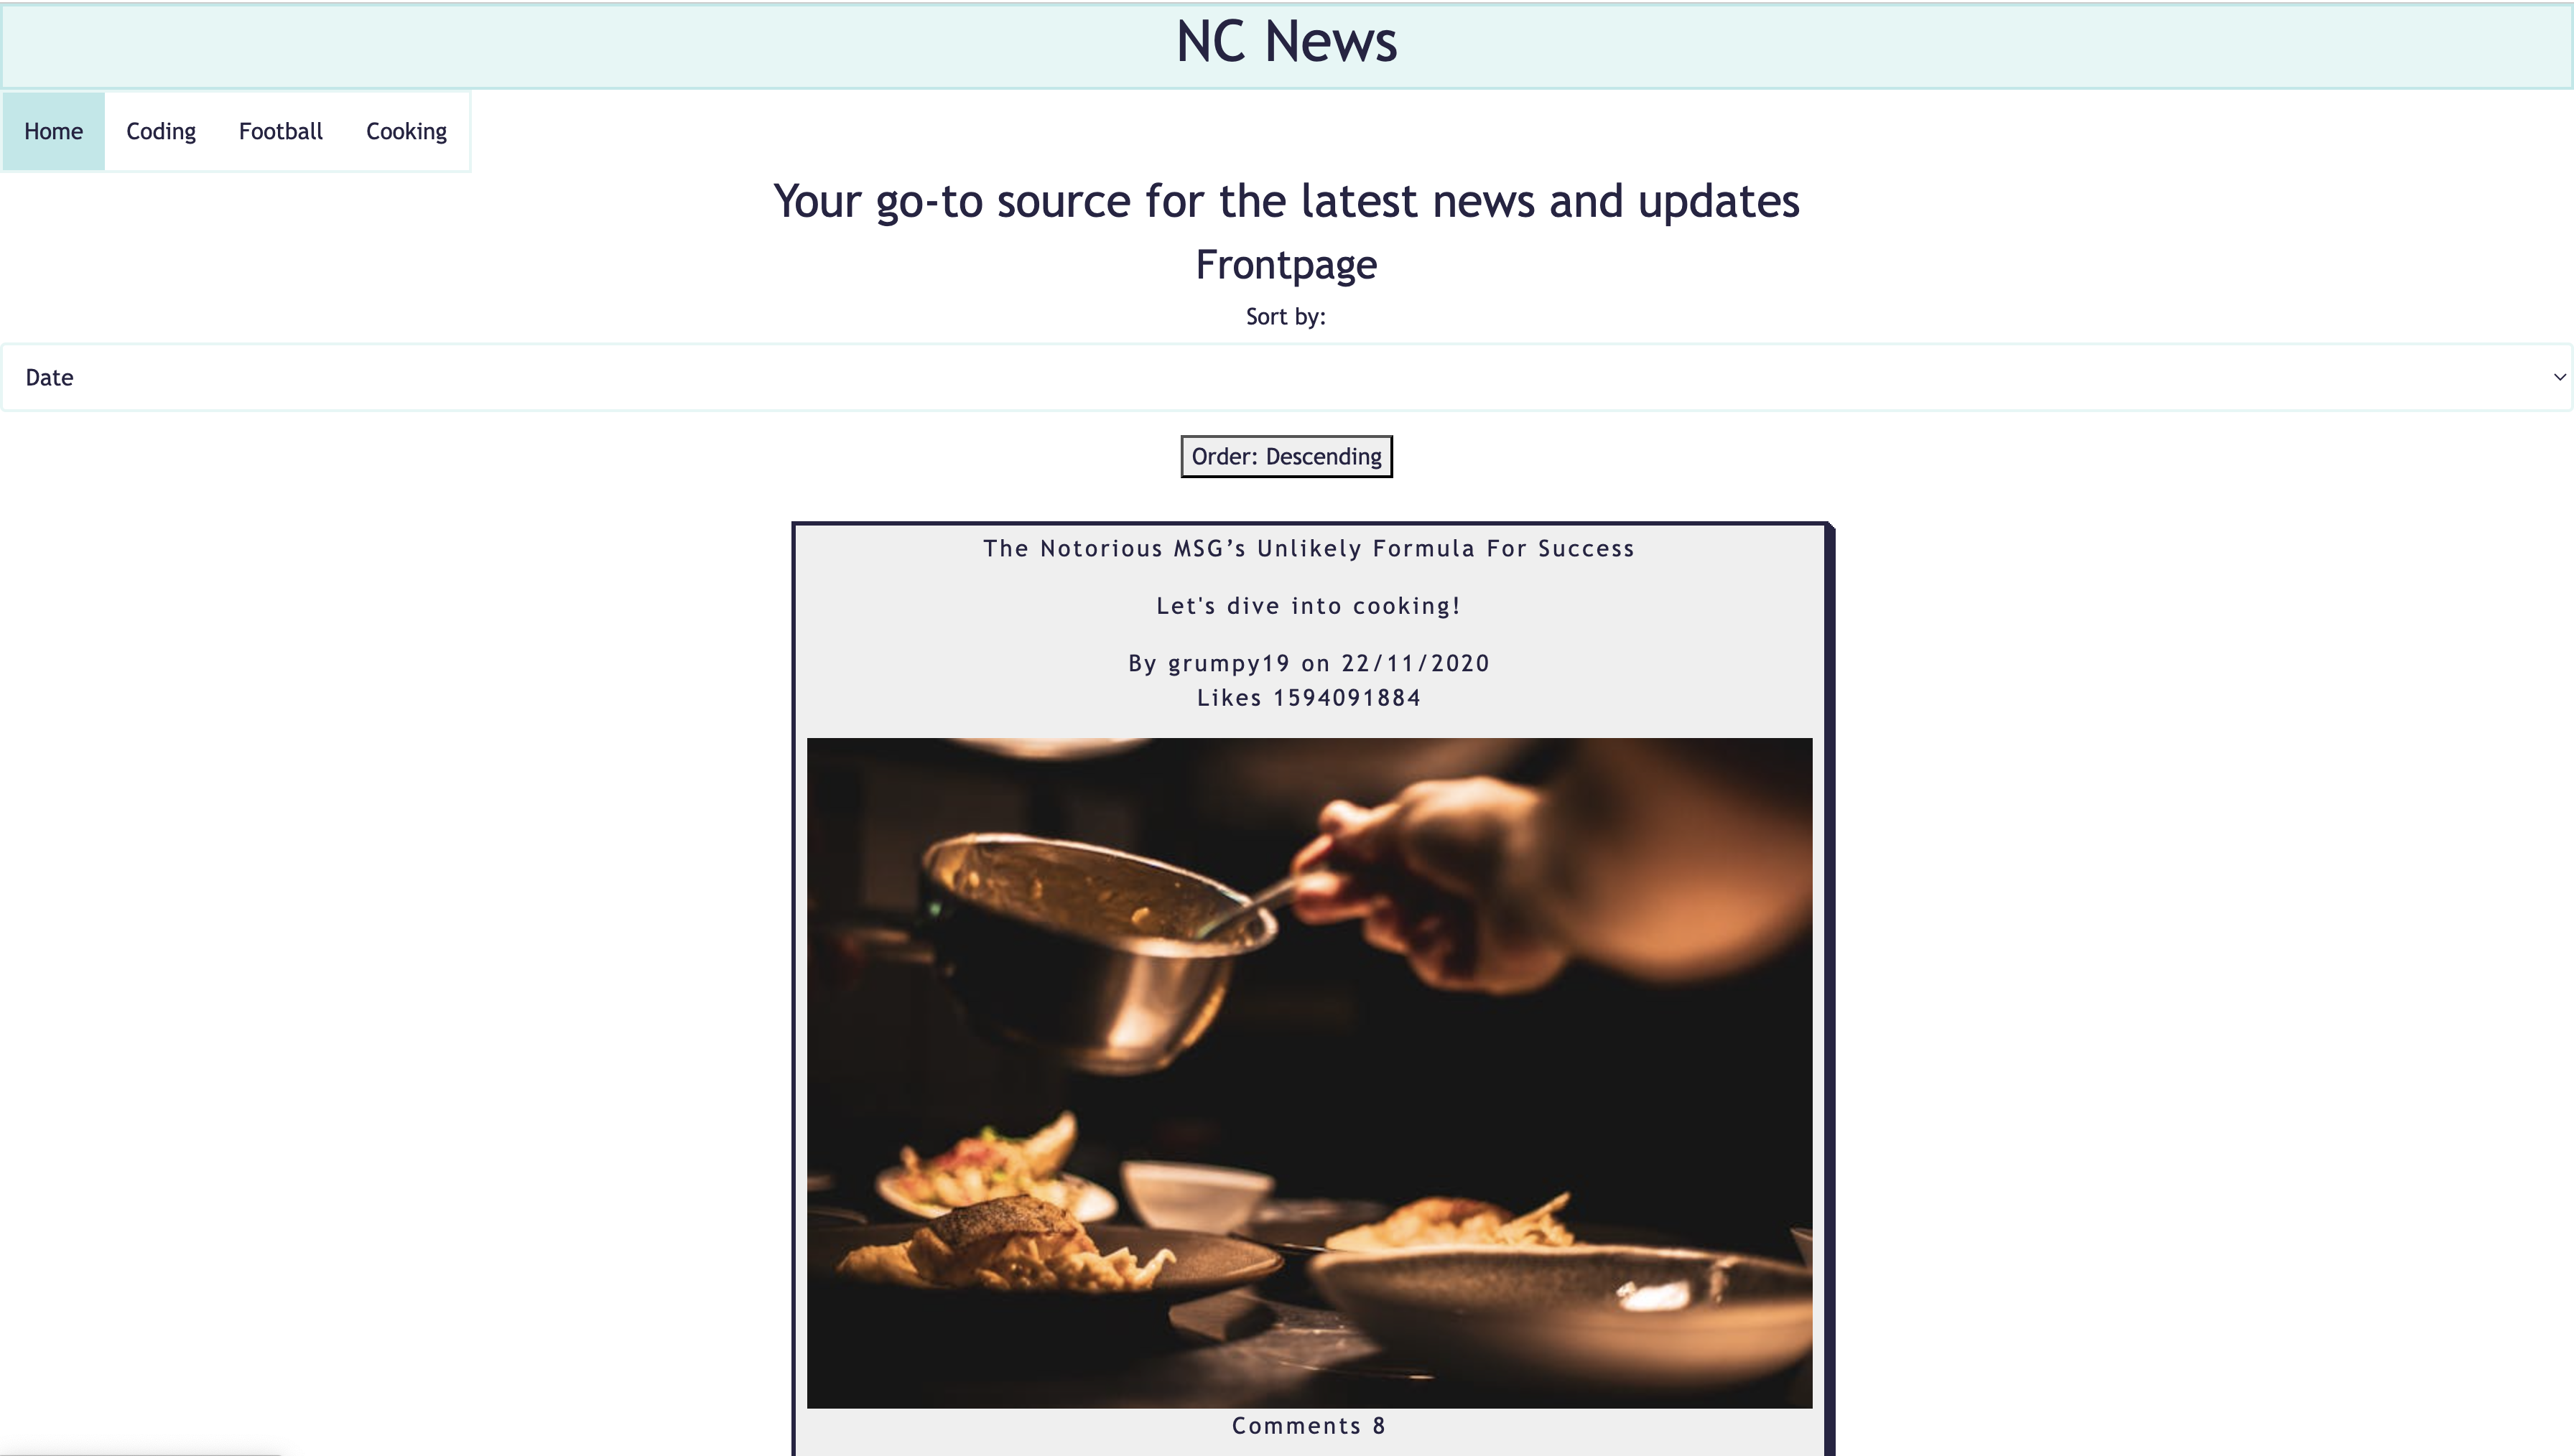 NC News
Home Coding Football Cooking
Your go-to source for the latest news and updates
Frontpage
Sort by:
Date
Order: Descending
The Notorious MSG’s Unlikely Formula For Success
Let's dive into cooking!
By grumpy19 on 22/11/2020
Likes 1594091884
Comments 8